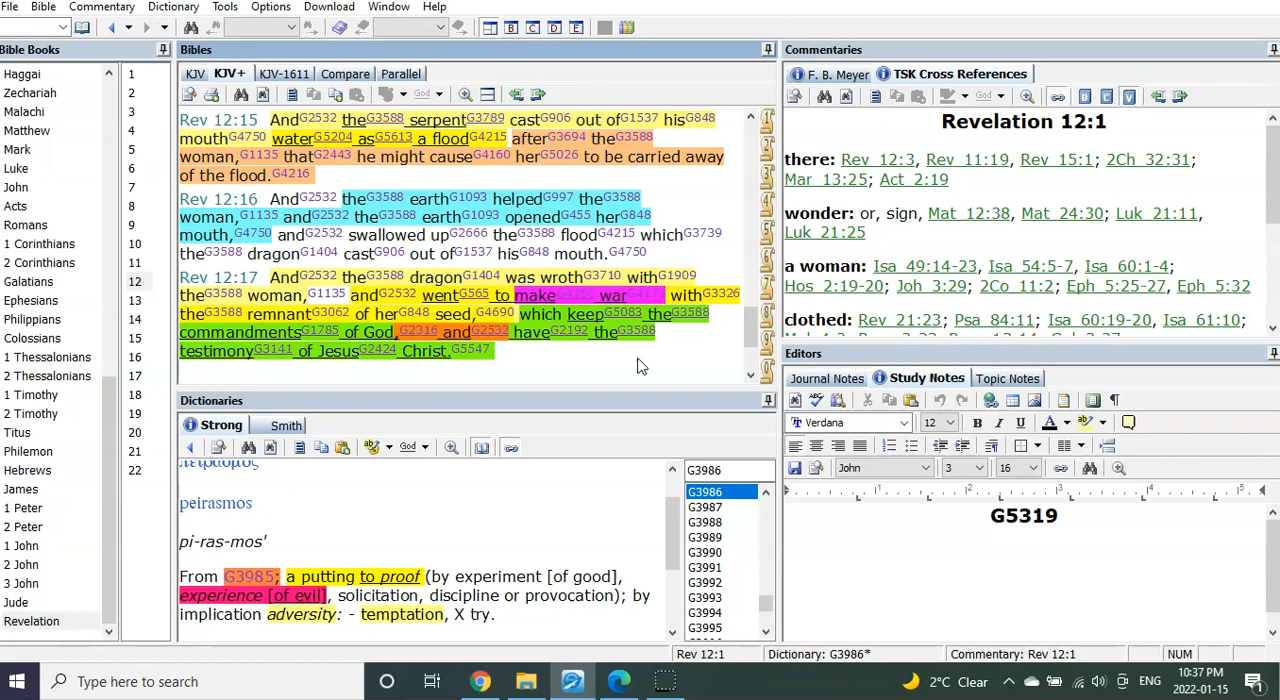 File Bible Commentary Dictionary Tools Options Download Window Help
B C D E
God
Bible Books
Haggai
Zechariah
Malachi
Matthew
Mark
Luke
John
Acts
Romans
1 Corinthians
2 Corinthians
Galatians
Ephesians
Philippians
Colossians
1 Thessalonians
2 Thessalonians
1 Timothy
2 Timothy
Titus
Philemon
Hebrews
James
1 Peter
2 Peter
1 John
2 John
3 John
Jude
Revelation
1
2
3
4
5
6
7
8
9
10
11
12
13
14
15
16
17
18
19
20
21
22
Bibles
KJV KJV+ KJV-1611 Compare Parallel
God
Rev 12:15 AndG2532 theG3588 serpentG3789 castG906 out ofG1537 hisG848
mouthG4750 waterG5204 asG5613 a floodG4215 afterG3694 theG3588
woman,G1135 thatG2443 he might causeG4160 herG5026 to be carried away
of the flood.G4216
Rev 12:16 AndG2532 theG3588 earthG1093 helpedG997 theG3588
woman,G1135 andG2532 theG3588 earthG1093 openedG455 herG848
mouth,G4750 andG2532 swallowed upG2666 theG3588 floodG4215 whichG3739
theG3588 dragonG1404 castG906 out ofG1537 hisG848 mouth.G4750
Rev 12:17 AndG2532 theG3588 dragonG1404 was wrothG3710 withG1909
theG3588 woman,G1135 andG2532 wentG565 to makeG4160 warG4171 withG3326
theG3588 remnantG3062 of herG848 seed,G4690 which keepG5083 theG3588
commandmentsG1785 of God,G2316 andG2532 haveG2192 theG3588
testimonyG3141 of JesusG2424 Christ.G5547
Dictionaries
Strong Smith
God
πειρασμός
peirasmos
pi-ras-mos'
From G3985; a putting to proof (by experiment [of good],
experience [of evil], solicitation, discipline or provocation); by
implication adversity: - temptation, X try.
G3986
G3986
G3987
G3988
G3989
G3990
G3991
G3992
G3993
G3994
G3995
Commentaries
F. B. Meyer TSK Cross References
God
B C V
Revelation 12:1
there: Rev 12:3, Rev 11:19, Rev 15:1; 2Ch 32:31;
Mar 13:25; Act 2:19
wonder: or, sign, Mat 12:38, Mat 24:30; Luk 21:11,
Luk 21:25
a woman: Isa 49:14-23, Isa 54:5-7, Isa 60:1-4;
Hos 2:19-20; Joh 3:29; 2Co 11:2; Eph 5:25-27, Eph 5:32
clothed: Rev 21:23; Psa 84:11; Isa 60:19-20, Isa 61:10;
Editors
Journal Notes Study Notes Topic Notes
Verdana 12 B I U A
John 3 16
1 2 3 4 5
G5319
Rev 12:1 Dictionary: G3986* Commentary: Rev 12:1 NUM
Type here to search
2°C Clear ENG
10:37 PM
2022-01-15
1